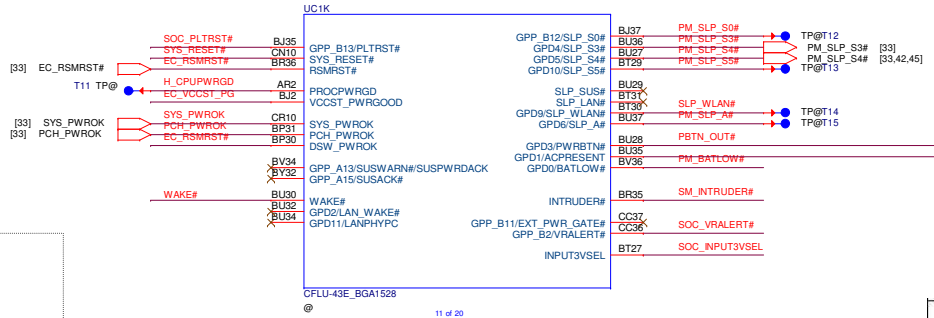 UC1K
SOC_PLTRST# BJ35 GPP_B13/PLTRST# GPP_B12/SLP_S0# BJ37 PM_SLP_S0# TP@T12
SYS_RESET# CN10 SYS_RESET# GPD4/SLP_S3# BU36 PM_SLP_S3# PM_SLP_S3# [33]
[33] EC_RSMRST# EC_RSMRST# BR36 RSMRST# GPD5/SLP_S4# BU27 PM_SLP_S4# PM_SLP_S4# [33,42,45]
GPD10/SLP_S5# BT29 PM_SLP_S5# TP@T13
T11 TP@ H_CPUPWRGD AR2 PROCPWRGD SLP_SUS# BU29
EC_VCCST_PG BJ2 VCCST_PWRGOOD SLP_LAN# BT31
GPD9/SLP_WLAN# BT30 SLP_WLAN# TP@T14
[33] SYS_PWROK SYS_PWROK CR10 SYS_PWROK GPD6/SLP_A# BU37 PM_SLP_A# TP@T15
[33] PCH_PWROK PCH_PWROK BP31 PCH_PWROK
EC_RSMRST# BP30 DSW_PWROK GPD3/PWRBTN# BU28 PBTN_OUT#
GPD1/ACPRESENT BU35
BV34 GPP_A13/SUSWARN#/SUSPWRDACK GPD0/BATLOW# BV36 PM_BATLOW#
BY32 GPP_A15/SUSACK#
WAKE# BU30 WAKE# INTRUDER# BR35 SM_INTRUDER#
BU32 GPD2/LAN_WAKE#
BU34 GPD11/LANPHYPC GPP_B11/EXT_PWR_GATE# CC37
GPP_B2/VRALERT# CC36 SOC_VRALERT#
INPUT3VSEL BT27 SOC_INPUT3VSEL
CFLU-43E_BGA1528
@
11 of 20